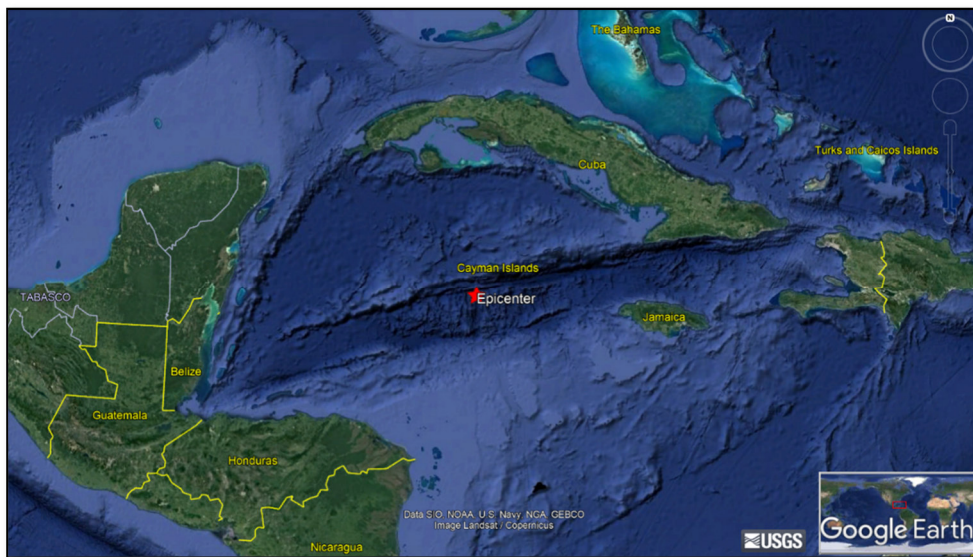 N
The Bahamas
Turks and Caicos Islands
Cuba
Cayman Islands
Epicenter
TABASCO
Jamaica
Belize
Guatemala
Honduras
Data SIO, NOAA, U.S. Navy, NGA, GEBCO
Image Landsat / Copernicus
Nicaragua
USGS
Google Earth